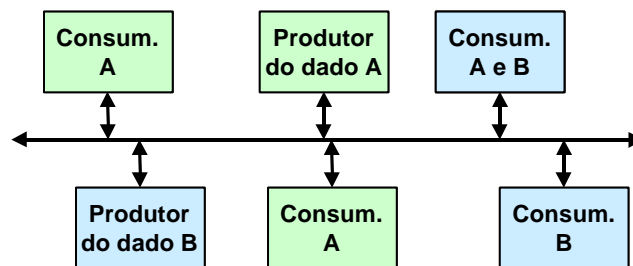 Consum.
A
Produtor
do dado A
Consum.
A e B
Produtor
do dado B
Consum.
A
Consum.
B